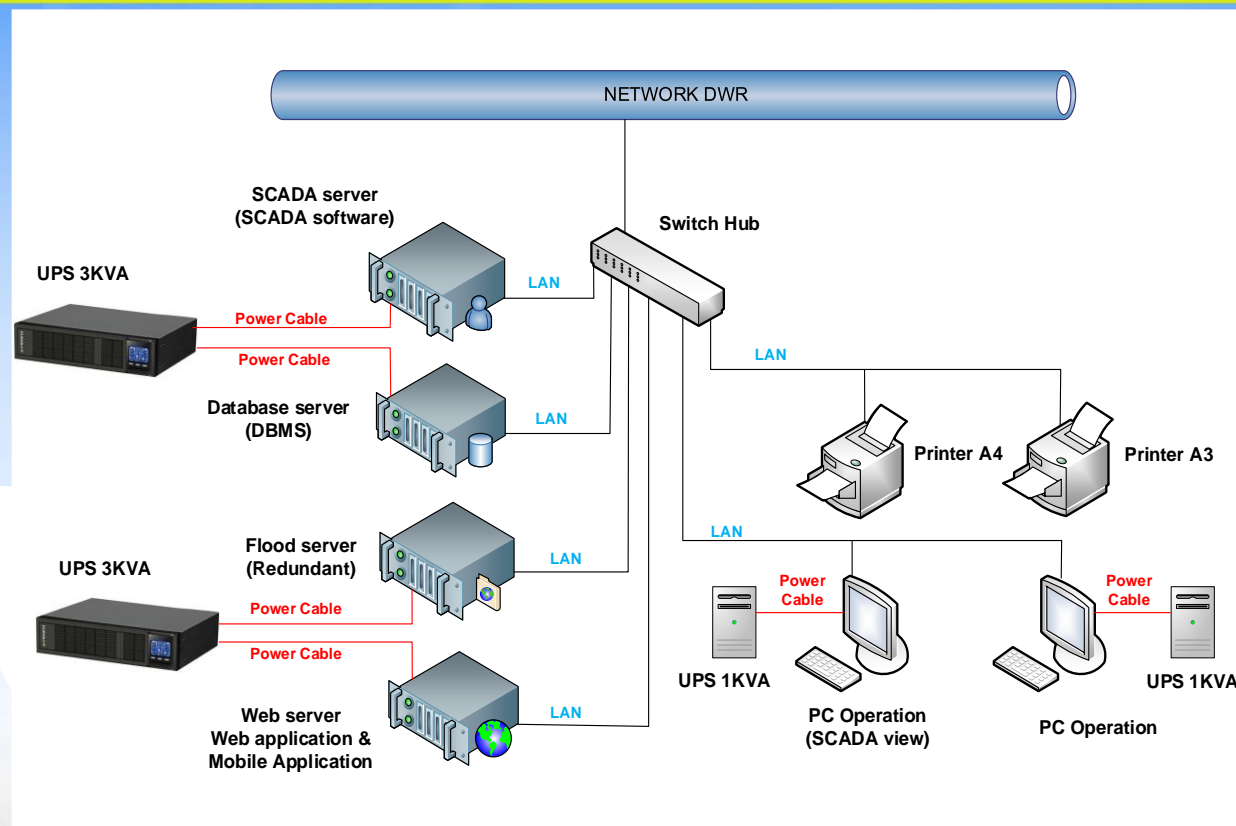 NETWORK DWR
SCADA server
(SCADA software)
Switch Hub
UPS 3KVA
LAN
Power Cable
Power Cable
LAN
Database server
(DBMS)
LAN
Printer A4
Printer A3
Flood server
(Redundant)
LAN
LAN
UPS 3KVA
Power Cable
Power Cable
Power
Cable
Power
Cable
UPS 1KVA
UPS 1KVA
Web server
Web application &
Mobile Application
LAN
PC Operation
(SCADA view)
PC Operation